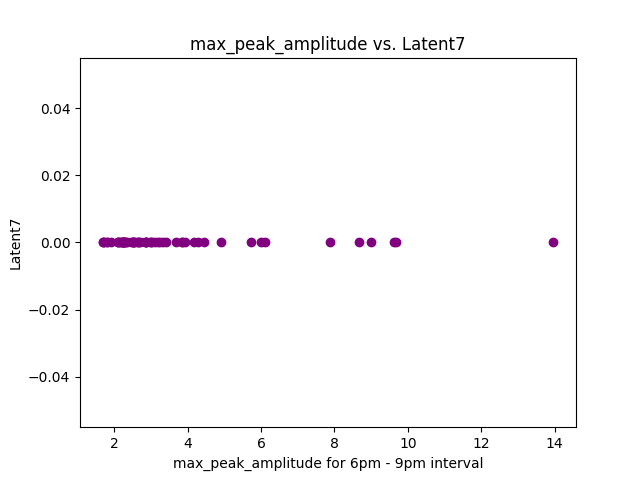 max_peak_amplitude vs. Latent7
0.04
0.02
0.00
−0.02
−0.04
Latent7
2 4 6 8 10 12 14
max_peak_amplitude for 6pm - 9pm interval